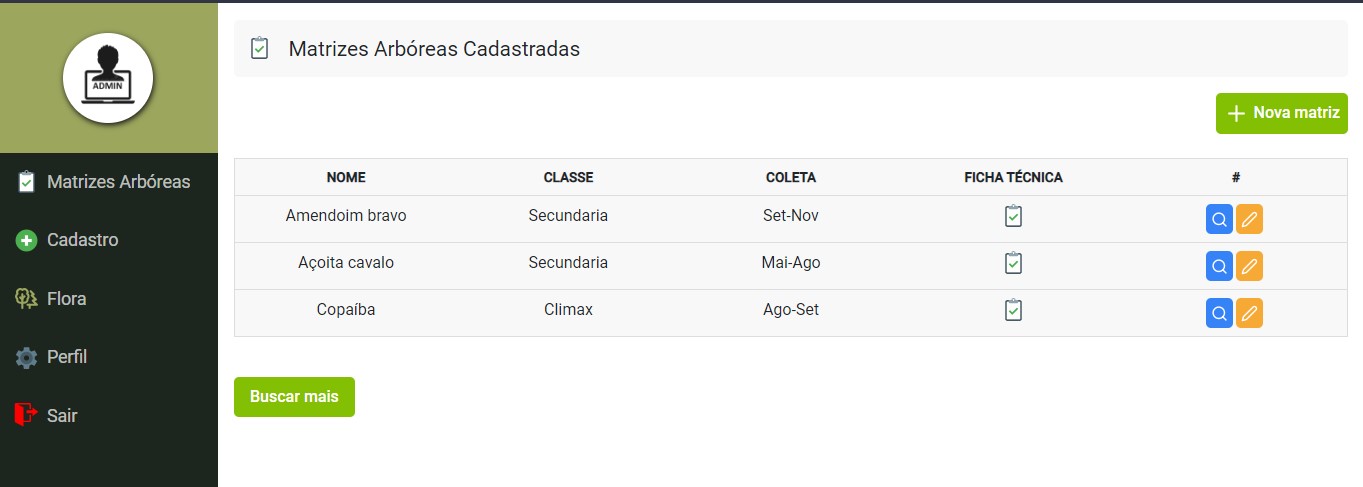 ADMIN
Matrizes Arbóreas
Cadastro
Flora
Perfil
Sair
Matrizes Arbóreas Cadastradas
Nova matriz
NOME CLASSE COLETA FICHA TÉCNICA #
Amendoim bravo Secundaria Set-Nov
Açoita cavalo Secundaria Mai-Ago
Copaíba Climax Ago-Set
Buscar mais